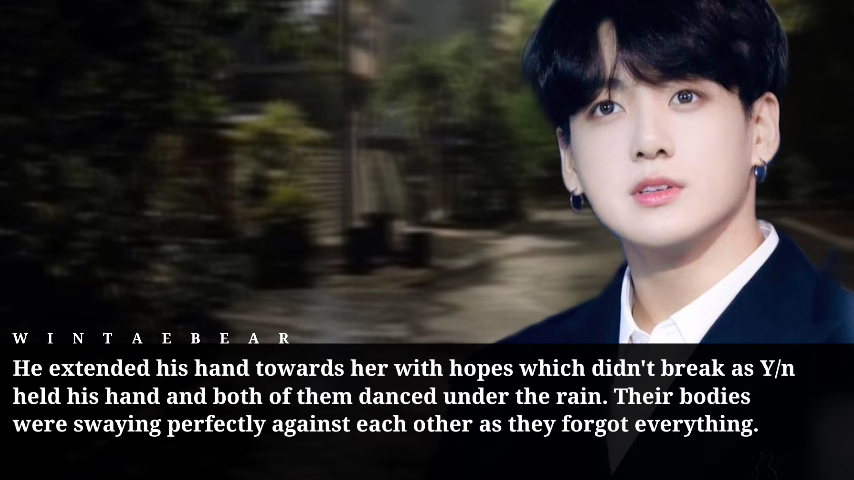 W I N T A E B E A R
He extended his hand towards her with hopes which didn't break as Y/n
held his hand and both of them danced under the rain. Their bodies
were swaying perfectly against each other as they forgot everything.